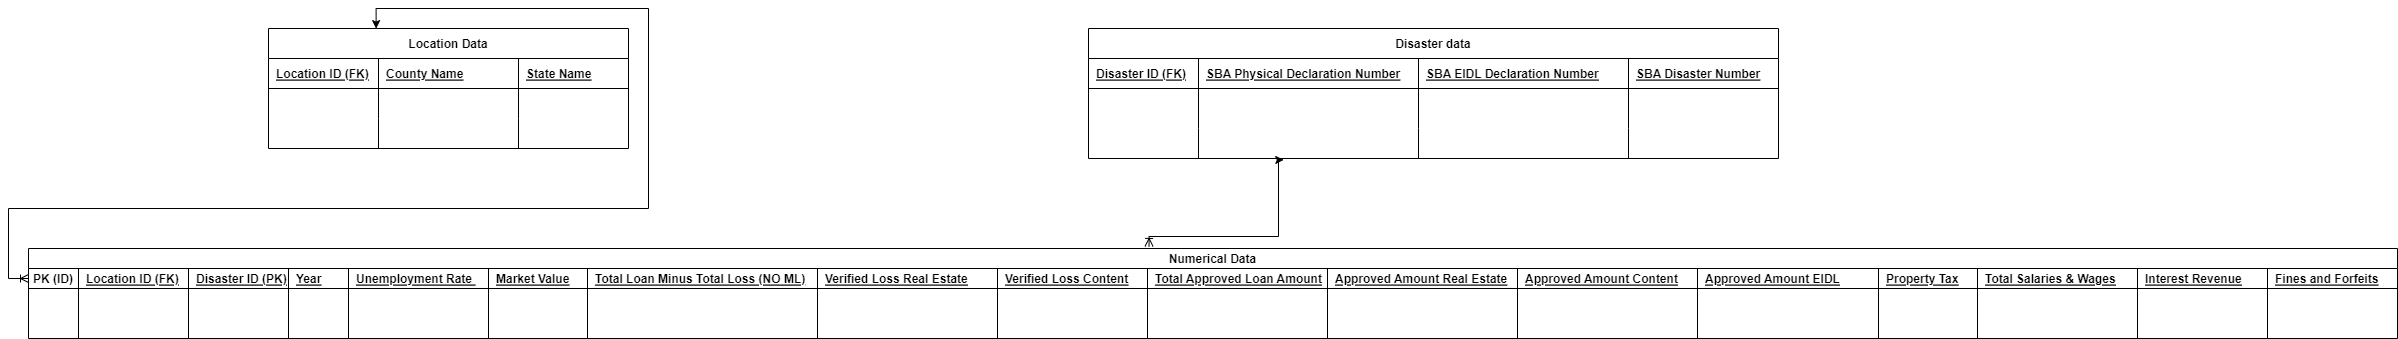 Location Data
Location ID (FK) County Name State Name
Disaster data
Disaster ID (FK) SBA Physical Declaration Number SBA EIDL Declaration Number SBA Disaster Number
Numerical Data
PK (ID) Location ID (FK) Disaster ID (PK) Year Unemployment Rate Market Value Total Loan Minus Total Loss (NO ML) Verified Loss Real Estate Verified Loss Content Total Approved Loan Amount Approved Amount Real Estate Approved Amount Content Approved Amount EIDL Property Tax Total Salaries & Wages Interest Revenue Fines and Forfeits